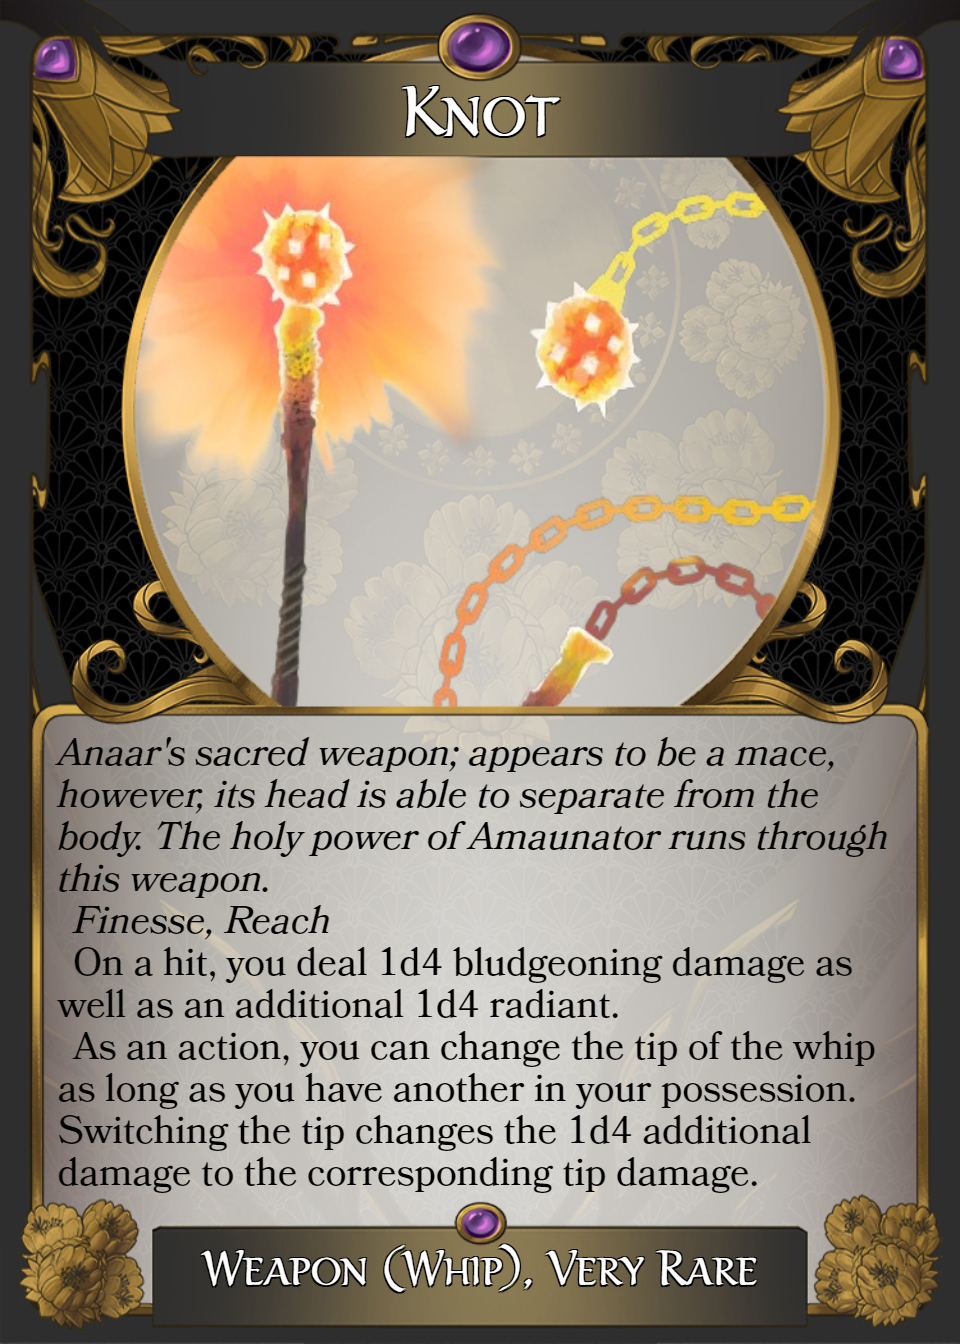 Knot
Anaar's sacred weapon; appears to be a mace,
however, its head is able to separate from the
body. The holy power of Amaunator runs through
this weapon.
Finesse, Reach
On a hit, you deal 1d4 bludgeoning damage as
well as an additional 1d4 radiant.
As an action, you can change the tip of the whip
as long as you have another in your possession.
Switching the tip changes the 1d4 additional
damage to the corresponding tip damage.
Weapon (Whip), Very Rare